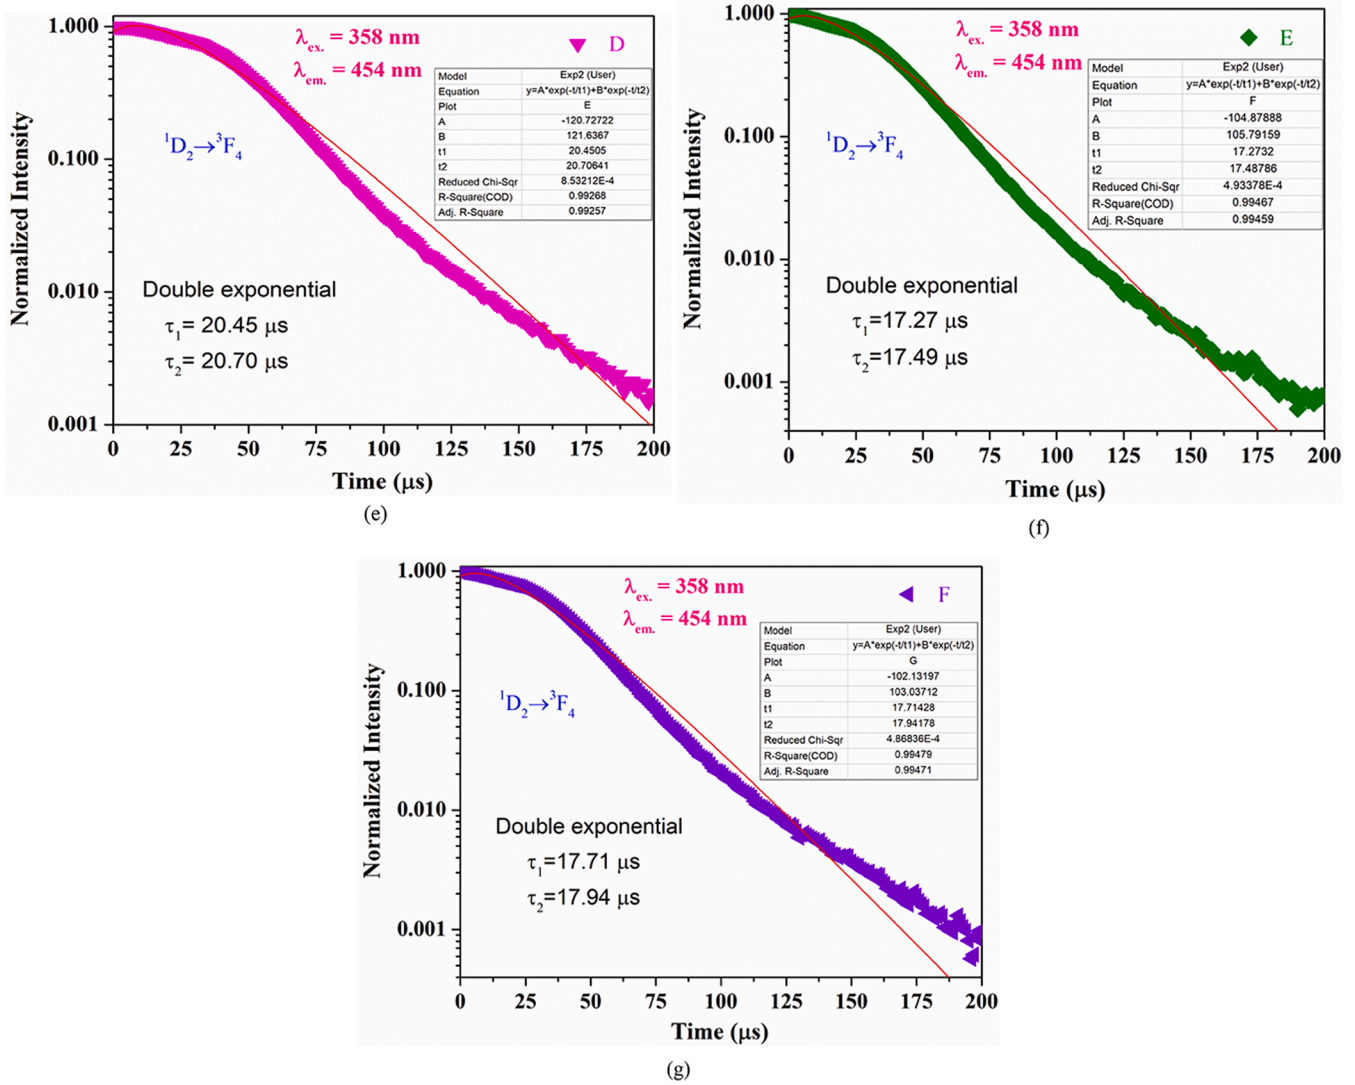 λex. = 358 nm
λem. = 454 nm
D
Model Exp2 (User)
Equation y=A*exp(-t/t1)+B*exp(-t/t2)
Plot E
A -120.72722
B 121.6367
t1 20.4505
t2 20.70641
Reduced Chi-Sqr 8.53212E-4
R-Square(COD) 0.99268
Adj. R-Square 0.99257
¹D₂→³F₄
Double exponential
τ₁= 20.45 μs
τ₂= 20.70 μs
Normalized Intensity
1.000
0.100
0.010
0.001
0 25 50 75 100 125 150 175 200
Time (μs)
(e)
λex. = 358 nm
λem. = 454 nm
E
Model Exp2 (User)
Equation y=A*exp(-t/t1)+B*exp(-t/t2)
Plot F
A -104.87888
B 105.79159
t1 17.2732
t2 17.48786
Reduced Chi-Sqr 4.93378E-4
R-Square(COD) 0.99467
Adj. R-Square 0.99459
¹D₂→³F₄
Double exponential
τ₁=17.27 μs
τ₂=17.49 μs
Normalized Intensity
1.000
0.100
0.010
0.001
0 25 50 75 100 125 150 175 200
Time (μs)
(f)
λex. = 358 nm
λem. = 454 nm
F
Model Exp2 (User)
Equation y=A*exp(-t/t1)+B*exp(-t/t2)
Plot G
A -102.13197
B 103.03712
t1 17.71428
t2 17.94178
Reduced Chi-Sqr 4.86836E-4
R-Square(COD) 0.99479
Adj. R-Square 0.99471
¹D₂→³F₄
Double exponential
τ₁=17.71 μs
τ₂=17.94 μs
Normalized Intensity
1.000
0.100
0.010
0.001
0 25 50 75 100 125 150 175 200
Time (μs)
(g)